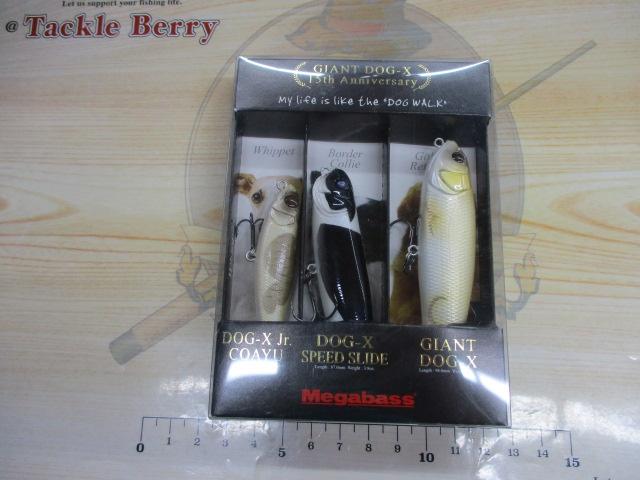 Let us support your fishing life.
@ Tackle Berry
GIANT DOG-X
15th Anniversary
My life is like the "DOG WALK"
Whipper
Border
Collie
DOG-X Jr.
COAYU
DOG-X
SPEED SLIDE
GIANT
DOG-X
Megabass
0 1 2 3 4 5 6 7 8 9 10 11 12 13 14 15